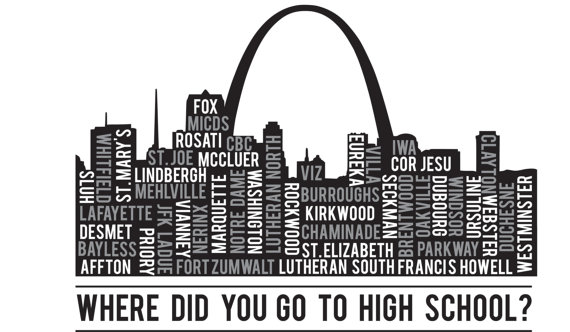 FOX
MICDS
ROSATI
CBC
ST. JOE
MCCLUER
LINDBERGH
MEHLVILLE
SLUH
WHITFIELD
ST. MARY'S
LAFAYETTE
DESMET
BAYLESS
AFFTON
PRIORY
JFK
LADUE
VIANNEY
NERINX
MARQUETTE
NOTRE DAME
WASHINGTON
LUTHERAN NORTH
ROCKWOOD
VIZ
BURROUGHS
KIRKWOOD
CHAMINADE
ST.ELIZABETH
EUREKA
VILLA
IWA
COR JESU
SECKMAN
OAKVILLE
DUBOURG
WINDSOR
URSULINE
WEBSTER
CLAYTON
DUCHESNE
WESTMINSTER
PARKWAY
FORT ZUMWALT
LUTHERAN SOUTH
FRANCIS HOWELL
WHERE DID YOU GO TO HIGH SCHOOL?